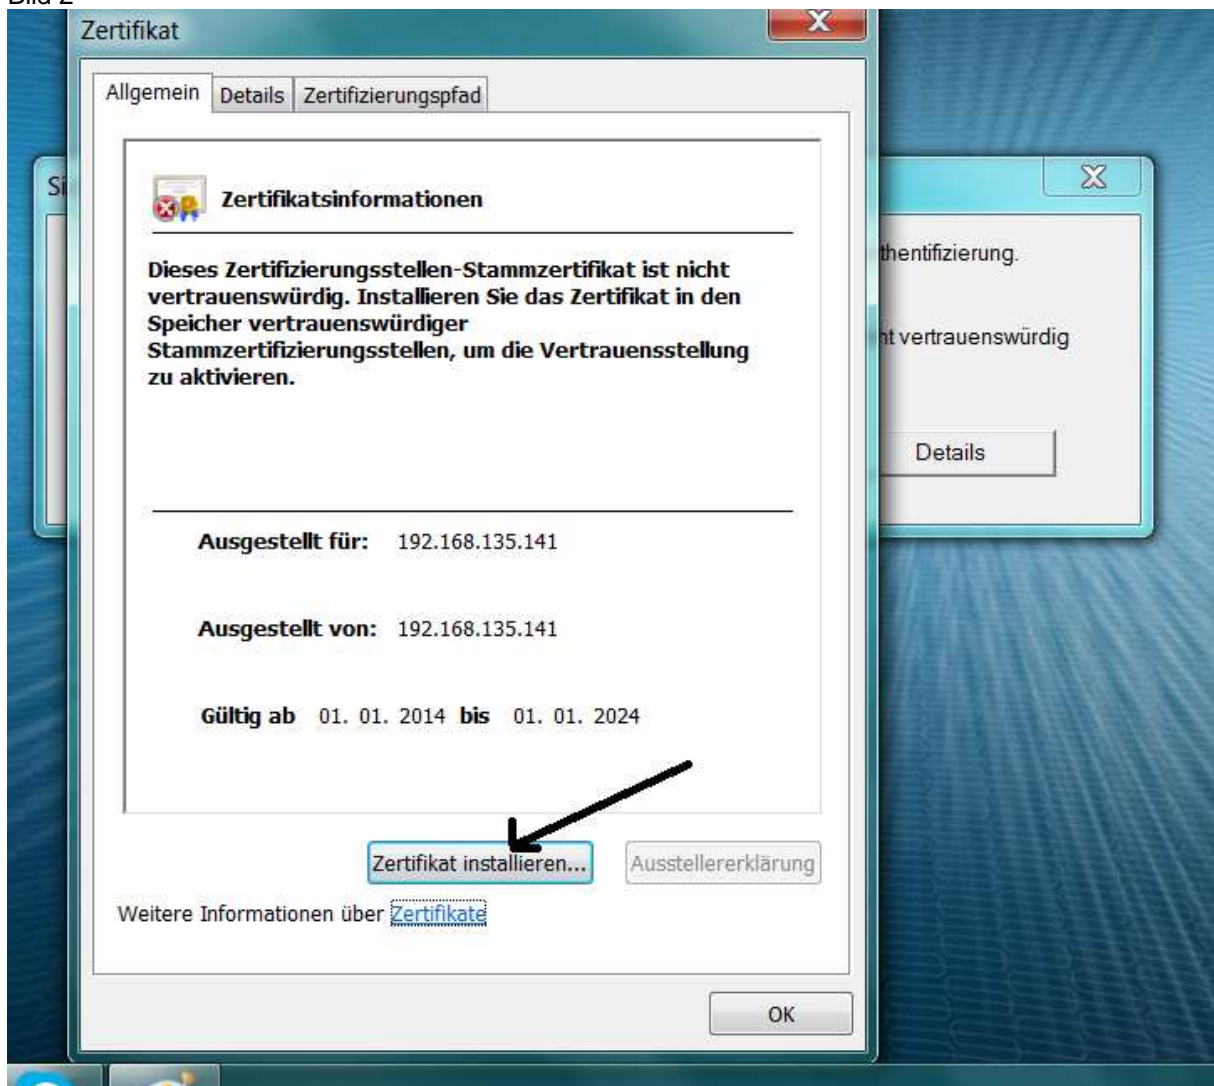 Zertifikat
Allgemein Details Zertifizierungspfad
Zertifikatsinformationen
Dieses Zertifizierungsstellen-Stammzertifikat ist nicht
vertrauenswürdig. Installieren Sie das Zertifikat in den
Speicher vertrauenswürdiger
Stammzertifizierungsstellen, um die Vertrauensstellung
zu aktivieren.
Ausgestellt für: 192.168.135.141
Ausgestellt von: 192.168.135.141
Gültig ab 01. 01. 2014 bis 01. 01. 2024
Zertifikat installieren... Ausstellererklärung
Weitere Informationen über Zertifikate
OK
Si
thentifizierung.
ht vertrauenswürdig
Details